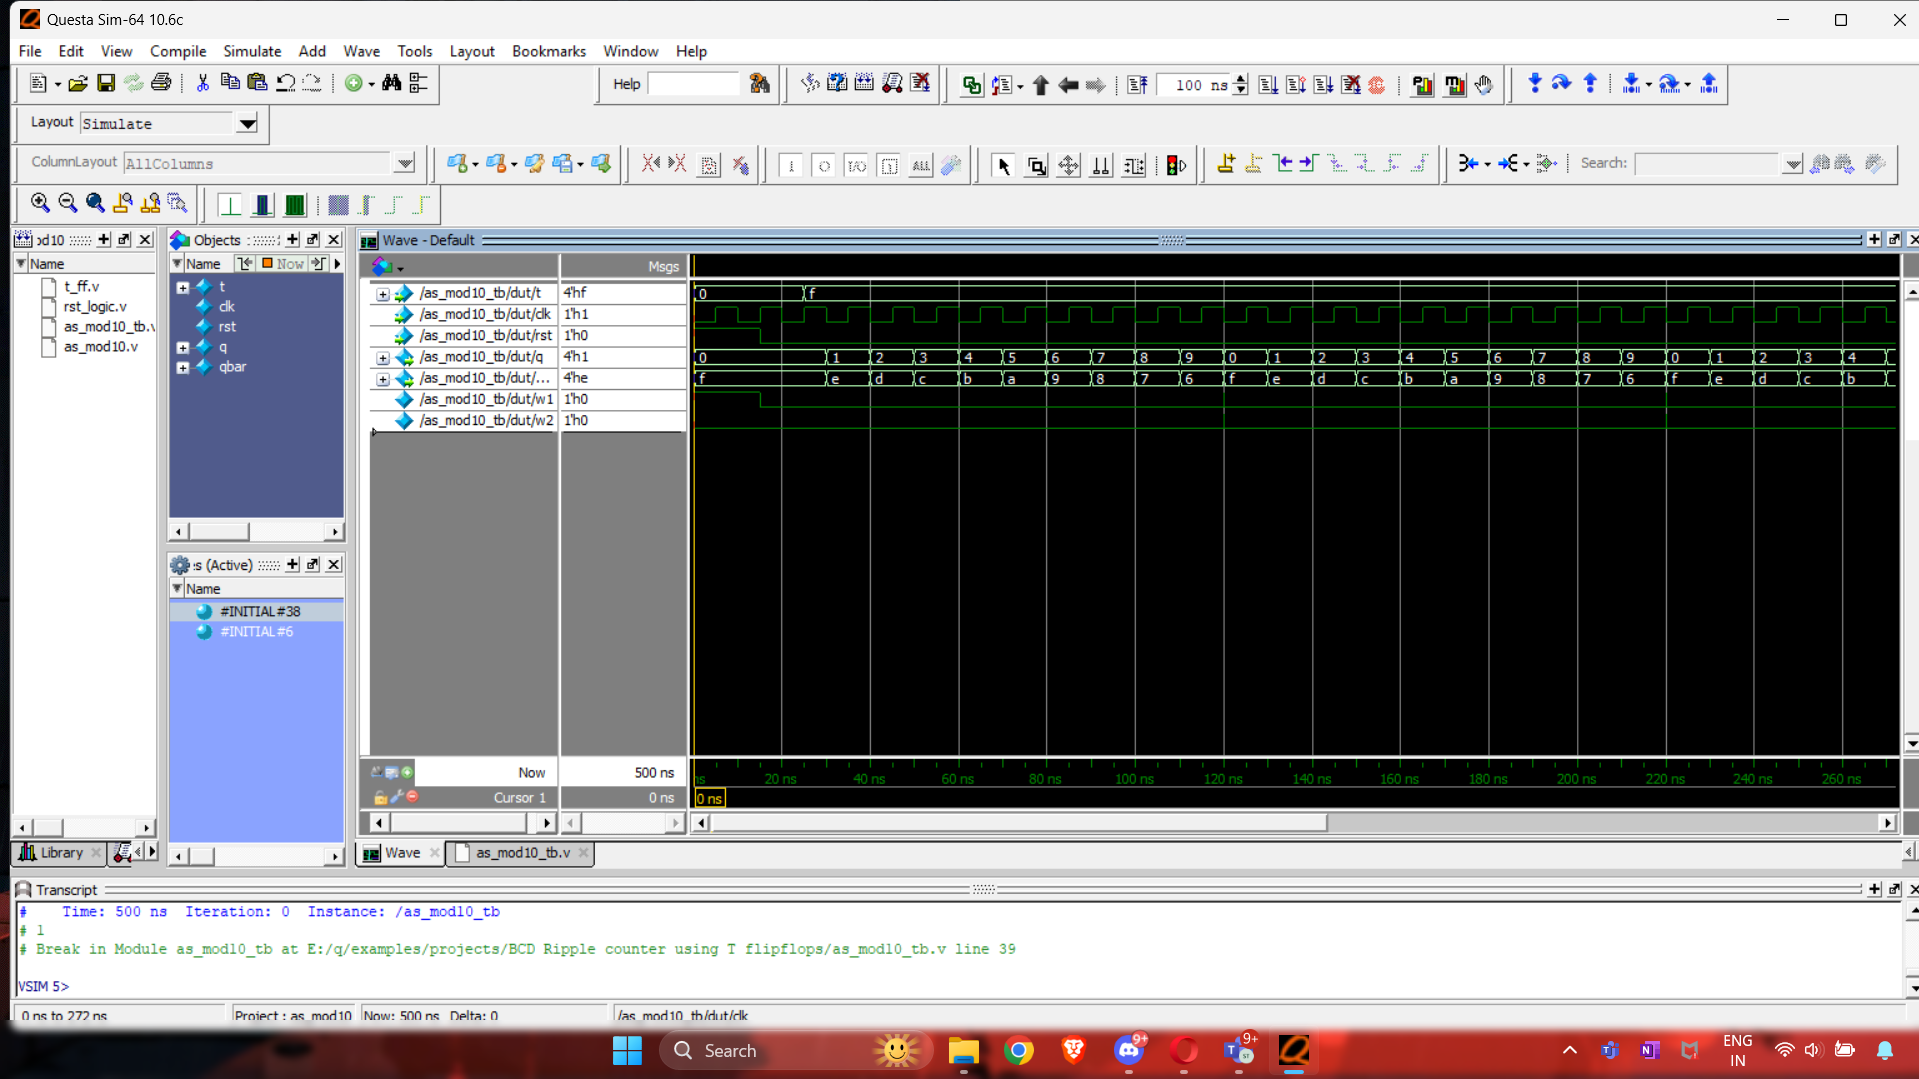 Questa Sim-64 10.6c
File Edit View Compile Simulate Add Wave Tools Layout Bookmarks Window Help
Help
100 ns
Layout Simulate
ColumnLayout AllColumns
ALL
Search:
od10
Name
t_ff.v
rst_logic.v
as_mod10_tb.v
as_mod10.v
Library
Objects
Name Now
t
clk
rst
q
qbar
s (Active)
Name
#INITIAL#38
#INITIAL#6
Wave - Default
Msgs
/as_mod10_tb/dut/t 4'hf 0 f
/as_mod10_tb/dut/clk 1'h1
/as_mod10_tb/dut/rst 1'h0
/as_mod10_tb/dut/q 4'h1 0 1 2 3 4 5 6 7 8 9 0 1 2 3 4 5 6 7 8 9 0 1 2 3 4
/as_mod10_tb/dut/... 4'he f e d c b a 9 8 7 6 f e d c b a 9 8 7 6 f e d c b
/as_mod10_tb/dut/w1 1'h0
/as_mod10_tb/dut/w2 1'h0
Now 500 ns ns 20 ns 40 ns 60 ns 80 ns 100 ns 120 ns 140 ns 160 ns 180 ns 200 ns 220 ns 240 ns 260 ns
Cursor 1 0 ns 0 ns
Wave as_mod10_tb.v
Transcript
# Time: 500 ns Iteration: 0 Instance: /as_mod10_tb
# 1
# Break in Module as_mod10_tb at E:/q/examples/projects/BCD Ripple counter using T flipflops/as_mod10_tb.v line 39
VSIM 5>
0 ns to 272 ns Project : as_mod10 Now: 500 ns Delta: 0 /as_mod10_tb/dut/clk
Search
9+
9+
ENG
IN